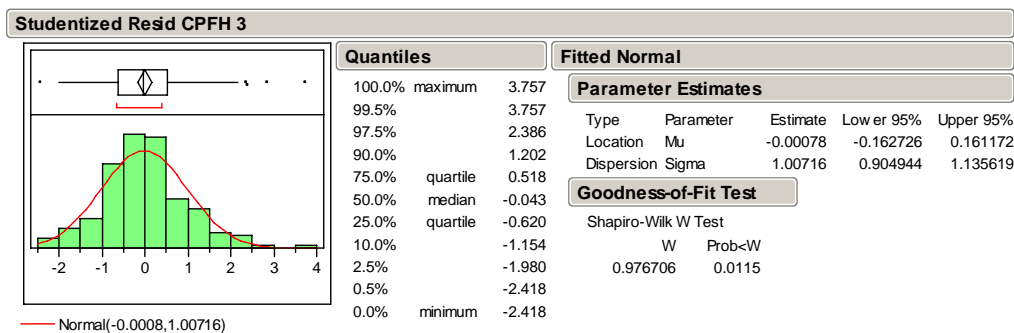 Studentized Resid CPFH 3
-2 -1 0 1 2 3 4
Normal(-0.0008,1.00716)
Quantiles
100.0% maximum 3.757
99.5% 3.757
97.5% 2.386
90.0% 1.202
75.0% quartile 0.518
50.0% median -0.043
25.0% quartile -0.620
10.0% -1.154
2.5% -1.980
0.5% -2.418
0.0% minimum -2.418
Fitted Normal
Parameter Estimates
Type Parameter Estimate Lower 95% Upper 95%
Location Mu -0.00078 -0.162726 0.161172
Dispersion Sigma 1.00716 0.904944 1.135619
Goodness-of-Fit Test
Shapiro-Wilk W Test
W Prob<W
0.976706 0.0115